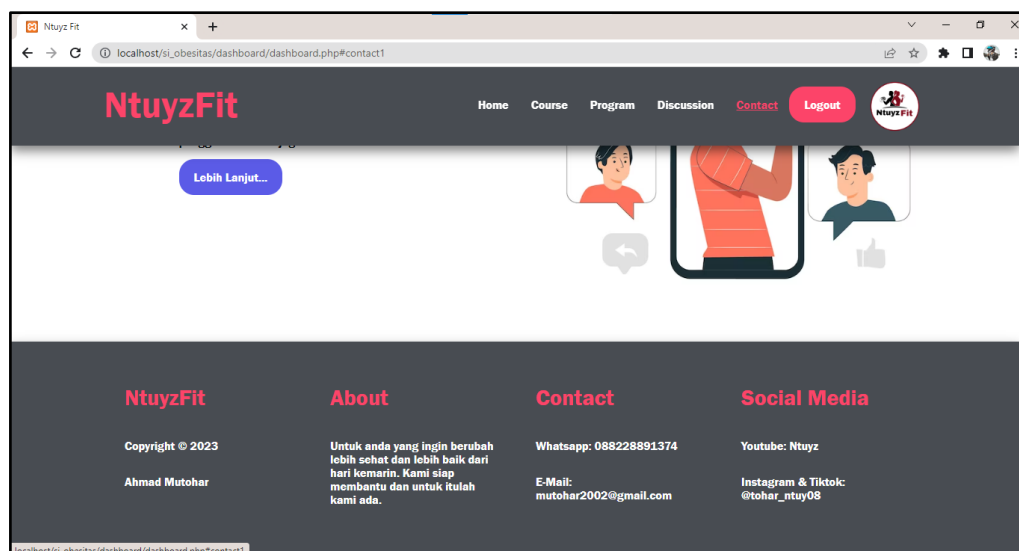 Ntuyz Fit
localhost/si_obesitas/dashboard/dashboard.php#contact1
NtuyzFit
Home Course Program Discussion Contact Logout
Ntuyz Fit
Lebih Lanjut...
NtuyzFit
Copyright © 2023
Ahmad Mutohar
About
Untuk anda yang ingin berubah
lebih sehat dan lebih baik dari
hari kemarin. Kami siap
membantu dan untuk itulah
kami ada.
Contact
Whatsapp: 088228891374
E-Mail:
mutohar2002@gmail.com
Social Media
Youtube: Ntuyz
Instagram & Tiktok:
@tohar_ntuy08
localhost/si_obesitas/dashboard/dashboard.php#contact1